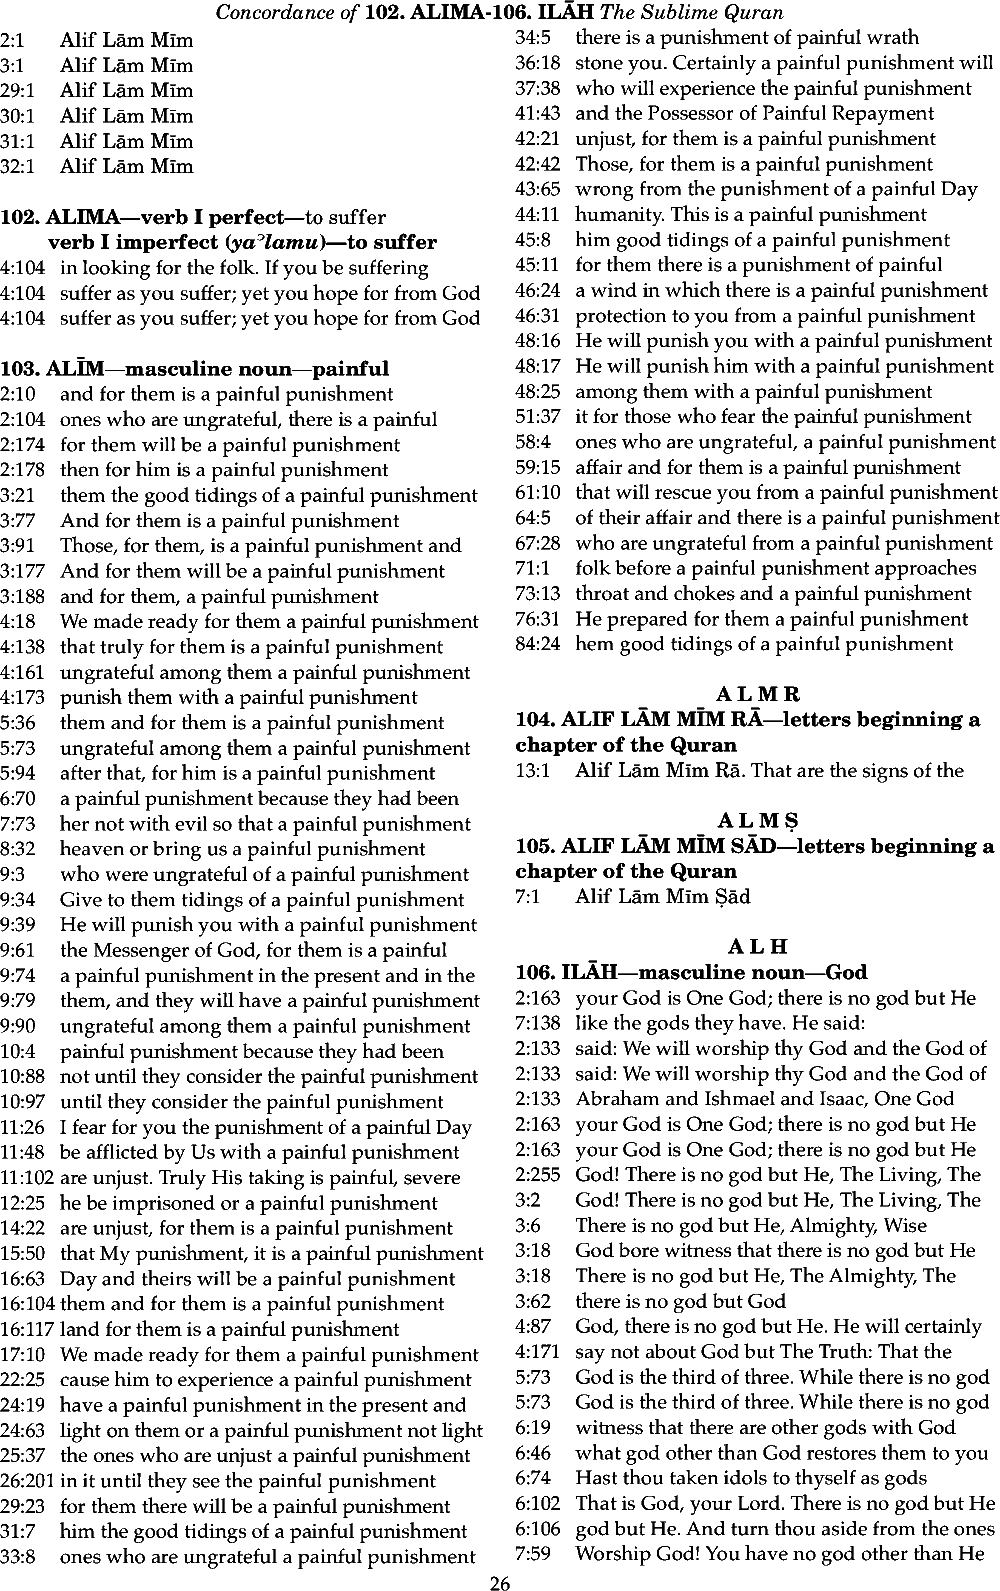 Concordance of 102. ALIMA-106. ILĀH The Sublime Quran
2:1 Alif Lām Mīm
3:1 Alif Lām Mīm
29:1 Alif Lām Mīm
30:1 Alif Lām Mīm
31:1 Alif Lām Mīm
32:1 Alif Lām Mīm
102. ALIMA—verb I perfect—to suffer
verb I imperfect (yaʾlamu)—to suffer
4:104 in looking for the folk. If you be suffering
4:104 suffer as you suffer; yet you hope for from God
4:104 suffer as you suffer; yet you hope for from God
103. ALĪM—masculine noun—painful
2:10 and for them is a painful punishment
2:104 ones who are ungrateful, there is a painful
2:174 for them will be a painful punishment
2:178 then for him is a painful punishment
3:21 them the good tidings of a painful punishment
3:77 And for them is a painful punishment
3:91 Those, for them, is a painful punishment and
3:177 And for them will be a painful punishment
3:188 and for them, a painful punishment
4:18 We made ready for them a painful punishment
4:138 that truly for them is a painful punishment
4:161 ungrateful among them a painful punishment
4:173 punish them with a painful punishment
5:36 them and for them is a painful punishment
5:73 ungrateful among them a painful punishment
5:94 after that, for him is a painful punishment
6:70 a painful punishment because they had been
7:73 her not with evil so that a painful punishment
8:32 heaven or bring us a painful punishment
9:3 who were ungrateful of a painful punishment
9:34 Give to them tidings of a painful punishment
9:39 He will punish you with a painful punishment
9:61 the Messenger of God, for them is a painful
9:74 a painful punishment in the present and in the
9:79 them, and they will have a painful punishment
9:90 ungrateful among them a painful punishment
10:4 painful punishment because they had been
10:88 not until they consider the painful punishment
10:97 until they consider the painful punishment
11:26 I fear for you the punishment of a painful Day
11:48 be afflicted by Us with a painful punishment
11:102 are unjust. Truly His taking is painful, severe
12:25 he be imprisoned or a painful punishment
14:22 are unjust, for them is a painful punishment
15:50 that My punishment, it is a painful punishment
16:63 Day and theirs will be a painful punishment
16:104 them and for them is a painful punishment
16:117 land for them is a painful punishment
17:10 We made ready for them a painful punishment
22:25 cause him to experience a painful punishment
24:19 have a painful punishment in the present and
24:63 light on them or a painful punishment not light
25:37 the ones who are unjust a painful punishment
26:201 in it until they see the painful punishment
29:23 for them there will be a painful punishment
31:7 him the good tidings of a painful punishment
33:8 ones who are ungrateful a painful punishment
34:5 there is a punishment of painful wrath
36:18 stone you. Certainly a painful punishment will
37:38 who will experience the painful punishment
41:43 and the Possessor of Painful Repayment
42:21 unjust, for them is a painful punishment
42:42 Those, for them is a painful punishment
43:65 wrong from the punishment of a painful Day
44:11 humanity. This is a painful punishment
45:8 him good tidings of a painful punishment
45:11 for them there is a punishment of painful
46:24 a wind in which there is a painful punishment
46:31 protection to you from a painful punishment
48:16 He will punish you with a painful punishment
48:17 He will punish him with a painful punishment
48:25 among them with a painful punishment
51:37 it for those who fear the painful punishment
58:4 ones who are ungrateful, a painful punishment
59:15 affair and for them is a painful punishment
61:10 that will rescue you from a painful punishment
64:5 of their affair and there is a painful punishment
67:28 who are ungrateful from a painful punishment
71:1 folk before a painful punishment approaches
73:13 throat and chokes and a painful punishment
76:31 He prepared for them a painful punishment
84:24 hem good tidings of a painful punishment
A L M R
104. ALIF LĀM MĪM RĀ—letters beginning a
chapter of the Quran
13:1 Alif Lām Mīm Rā. That are the signs of the
A L M Ṣ
105. ALIF LĀM MĪM SĀD—letters beginning a
chapter of the Quran
7:1 Alif Lām Mīm Ṣād
A L H
106. ILĀH—masculine noun—God
2:163 your God is One God; there is no god but He
7:138 like the gods they have. He said:
2:133 said: We will worship thy God and the God of
2:133 said: We will worship thy God and the God of
2:133 Abraham and Ishmael and Isaac, One God
2:163 your God is One God; there is no god but He
2:163 your God is One God; there is no god but He
2:255 God! There is no god but He, The Living, The
3:2 God! There is no god but He, The Living, The
3:6 There is no god but He, Almighty, Wise
3:18 God bore witness that there is no god but He
3:18 There is no god but He, The Almighty, The
3:62 there is no god but God
4:87 God, there is no god but He. He will certainly
4:171 say not about God but The Truth: That the
5:73 God is the third of three. While there is no god
5:73 God is the third of three. While there is no god
6:19 witness that there are other gods with God
6:46 what god other than God restores them to you
6:74 Hast thou taken idols to thyself as gods
6:102 That is God, your Lord. There is no god but He
6:106 god but He. And turn thou aside from the ones
7:59 Worship God! You have no god other than He
26